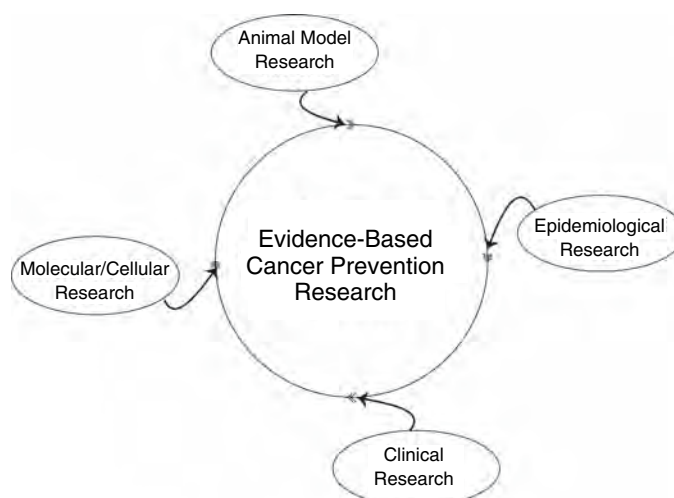 Animal Model
Research
Evidence-Based
Cancer Prevention
Research
Epidemiological
Research
Molecular/Cellular
Research
Clinical
Research